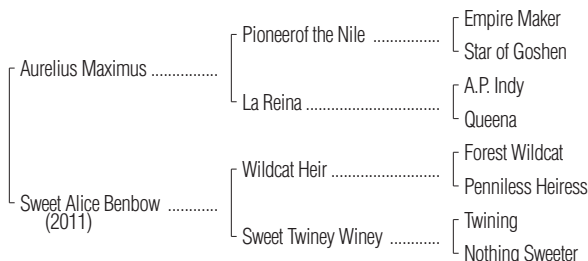 Empire Maker
Pioneerof the Nile ................
Star of Goshen
Aurelius Maximus ................
A.P. Indy
La Reina ................................
Queena
Forest Wildcat
Wildcat Heir ..........................
Penniless Heiress
Sweet Alice Benbow ............
(2011)
Twining
Sweet Twiney Winey ............
Nothing Sweeter